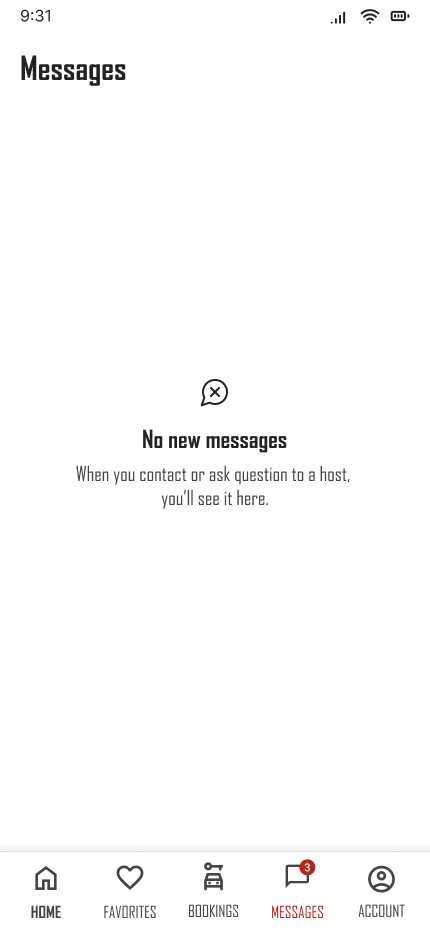 9:31
Messages
No new messages
When you contact or ask question to a host,
you'll see it here.
3
HOME
FAVORITES
BOOKINGS
MESSAGES
ACCOUNT